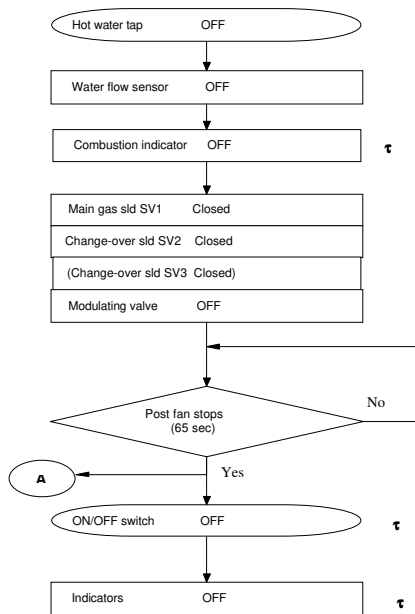 Hot water tap OFF
Water flow sensor OFF
Combustion indicator OFF τ
Main gas sld SV1 Closed
Change-over sld SV2 Closed
(Change-over sld SV3 Closed)
Modulating valve OFF
Post fan stops
(65 sec)
No
Yes
A
ON/OFF switch OFF τ
Indicators OFF τ